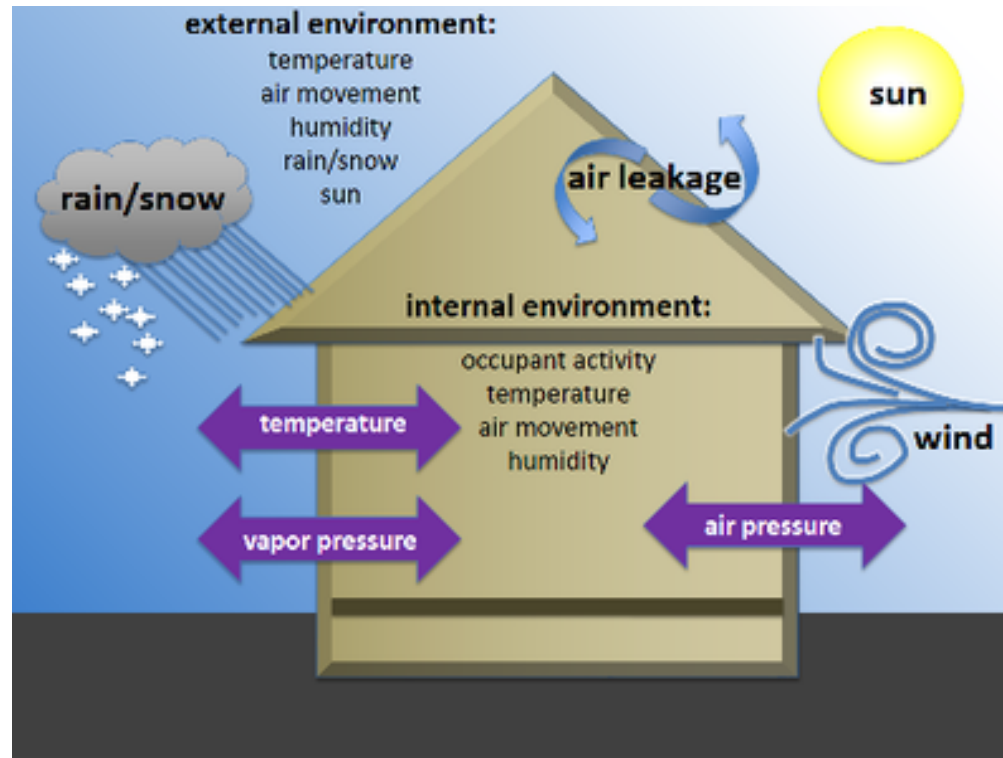 external environment:
temperature
air movement
humidity
rain/snow
sun
sun
rain/snow
air leakage
internal environment:
occupant activity
temperature
air movement
humidity
temperature
wind
vapor pressure
air pressure